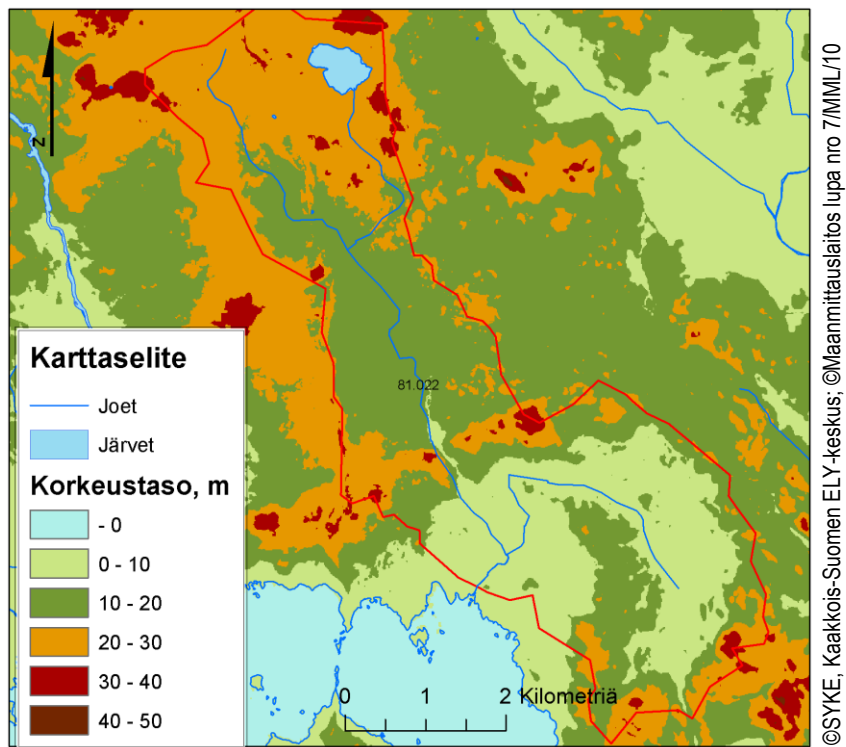 N
81.022
Karttaselite
Joet
Järvet
Korkeustaso, m
- 0
0 - 10
10 - 20
20 - 30
30 - 40
40 - 50
0 1 2 Kilometriä
©SYKE, Kaakkois-Suomen ELY-keskus; ©Maanmittauslaitos lupa nro 7/MML/10